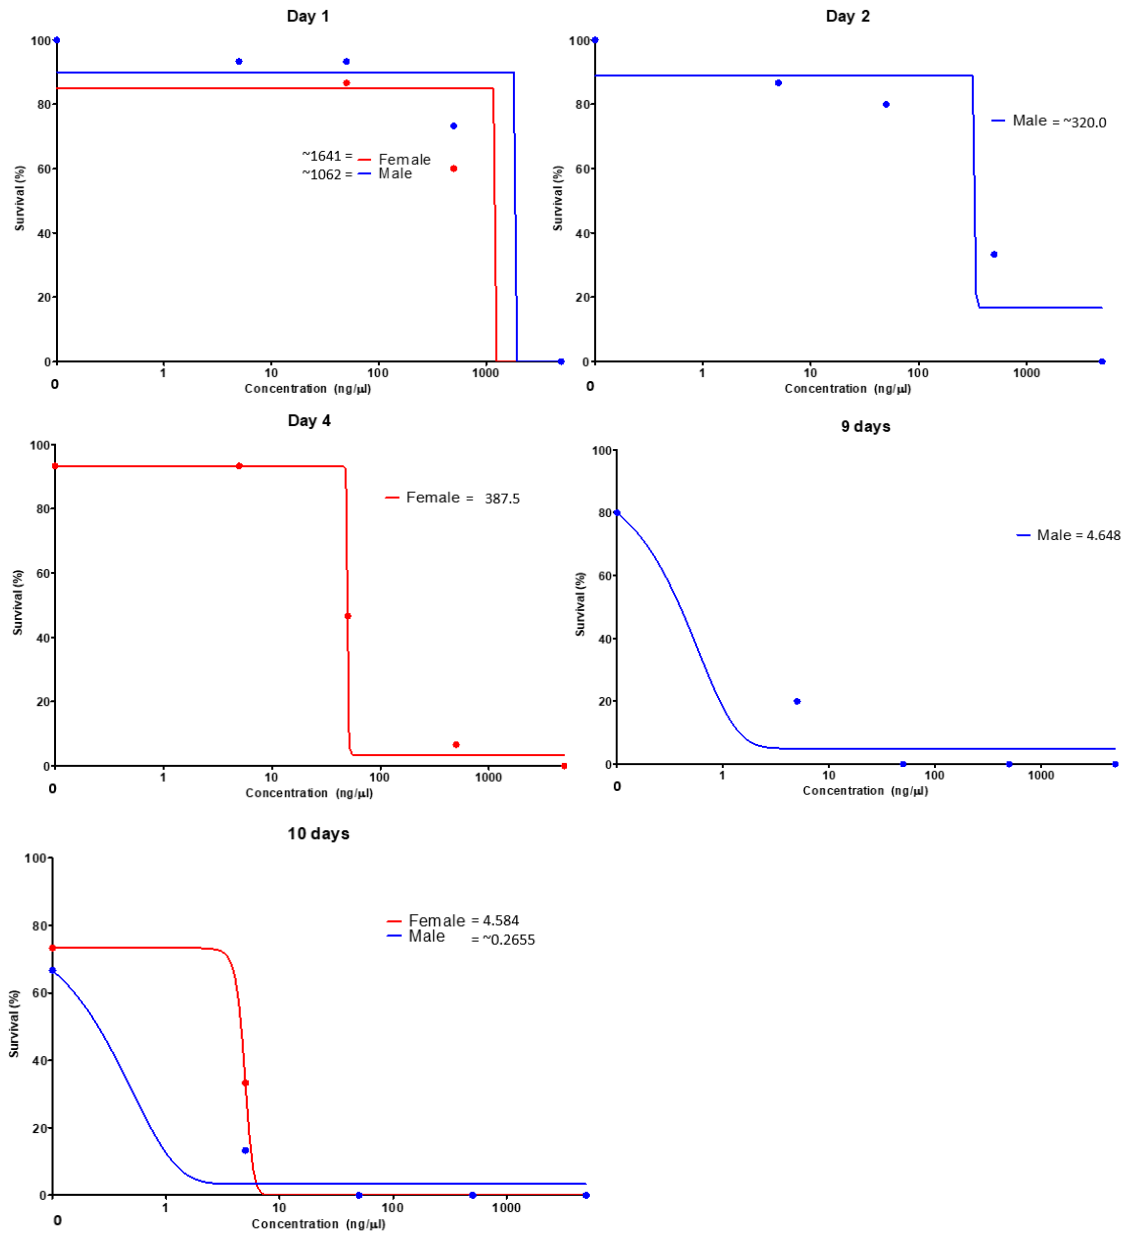 Day 1
100
80
60
40
20
0
Survival (%)
~1641 = Female
~1062 = Male
0 1 10 100 1000
Concentration (ng/µl)
Day 2
100
80
60
40
20
0
Survival (%)
Male = ~320.0
0 1 10 100 1000
Concentration (ng/µl)
Day 4
100
80
60
40
20
0
Survival (%)
Female = 387.5
0 1 10 100 1000
Concentration (ng/µl)
9 days
100
80
60
40
20
0
Survival (%)
Male = 4.648
0 1 10 100 1000
Concentration (ng/µl)
10 days
100
80
60
40
20
0
Survival (%)
Female = 4.584
Male = ~0.2655
0 1 10 100 1000
Concentration (ng/µl)